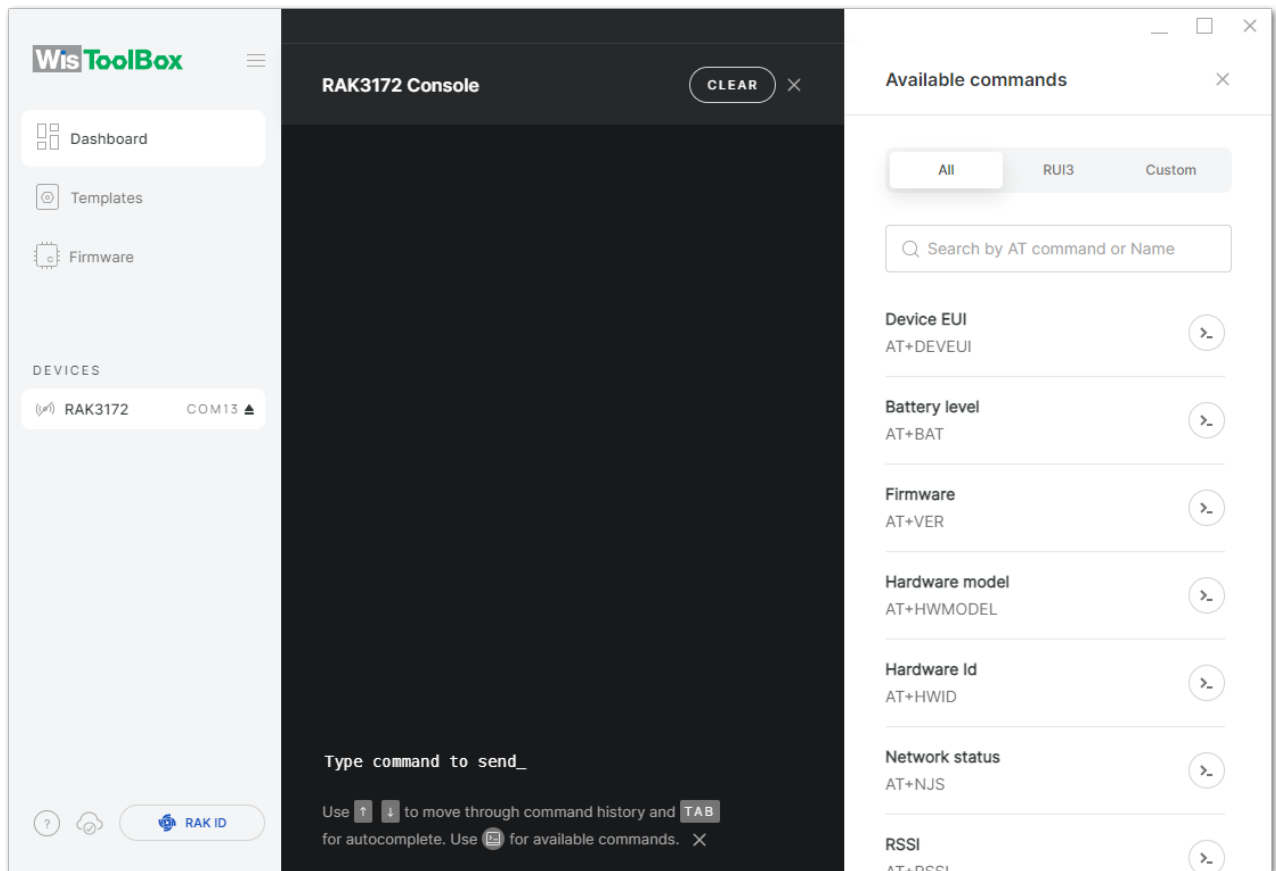 WisToolBox
Dashboard
Templates
Firmware
DEVICES
RAK3172 COM13
RAK ID
RAK3172 Console
CLEAR
Type command to send_
Use ↑ ↓ to move through command history and TAB
for autocomplete. Use for available commands.
Available commands
All RUI3 Custom
Search by AT command or Name
Device EUI
AT+DEVEUI
Battery level
AT+BAT
Firmware
AT+VER
Hardware model
AT+HWMODEL
Hardware Id
AT+HWID
Network status
AT+NJS
RSSI
AT+RSSI